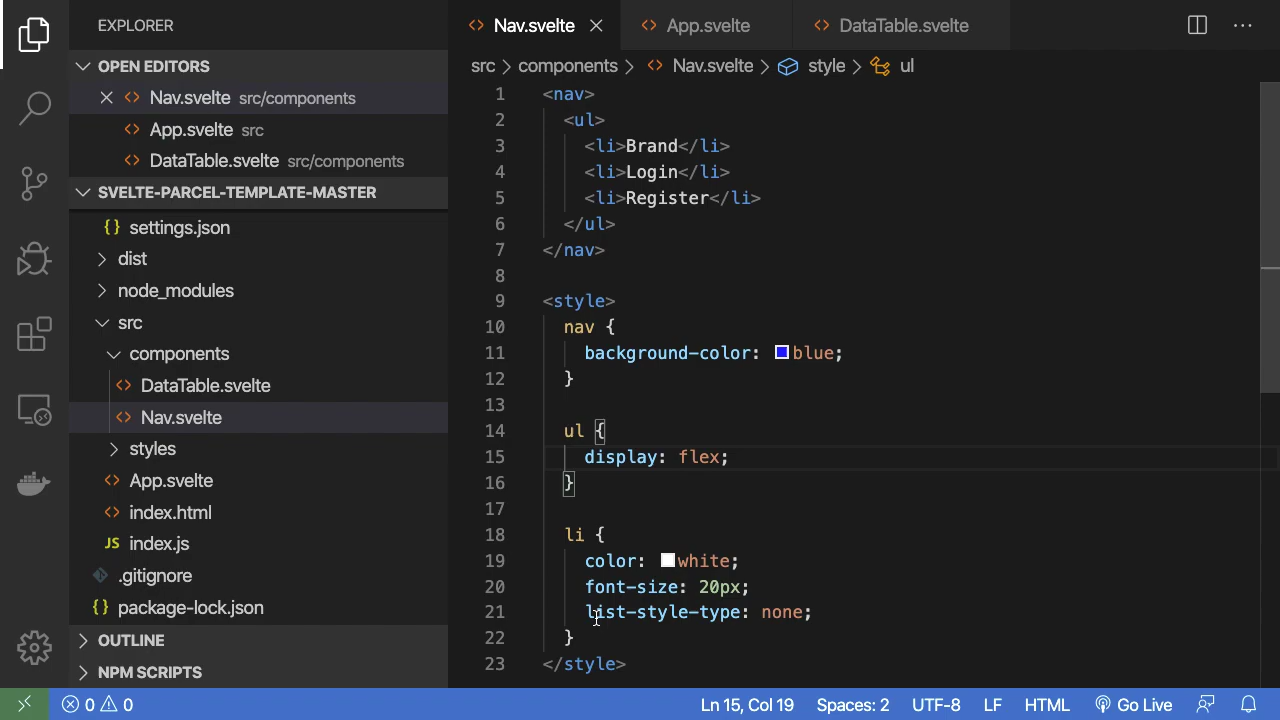 EXPLORER
OPEN EDITORS
Nav.svelte src/components
App.svelte src
DataTable.svelte src/components
SVELTE-PARCEL-TEMPLATE-MASTER
{} settings.json
dist
node_modules
src
components
DataTable.svelte
Nav.svelte
styles
App.svelte
index.html
JS index.js
.gitignore
{} package-lock.json
OUTLINE
NPM SCRIPTS
Nav.svelte App.svelte DataTable.svelte
src > components > Nav.svelte > style > ul
1 <nav>
2 <ul>
3 <li>Brand</li>
4 <li>Login</li>
5 <li>Register</li>
6 </ul>
7 </nav>
8
9 <style>
10 nav {
11 background-color: blue;
12 }
13
14 ul {
15 display: flex;
16 }
17
18 li {
19 color: white;
20 font-size: 20px;
21 list-style-type: none;
22 }
23 </style>
0 0 Ln 15, Col 19 Spaces: 2 UTF-8 LF HTML Go Live